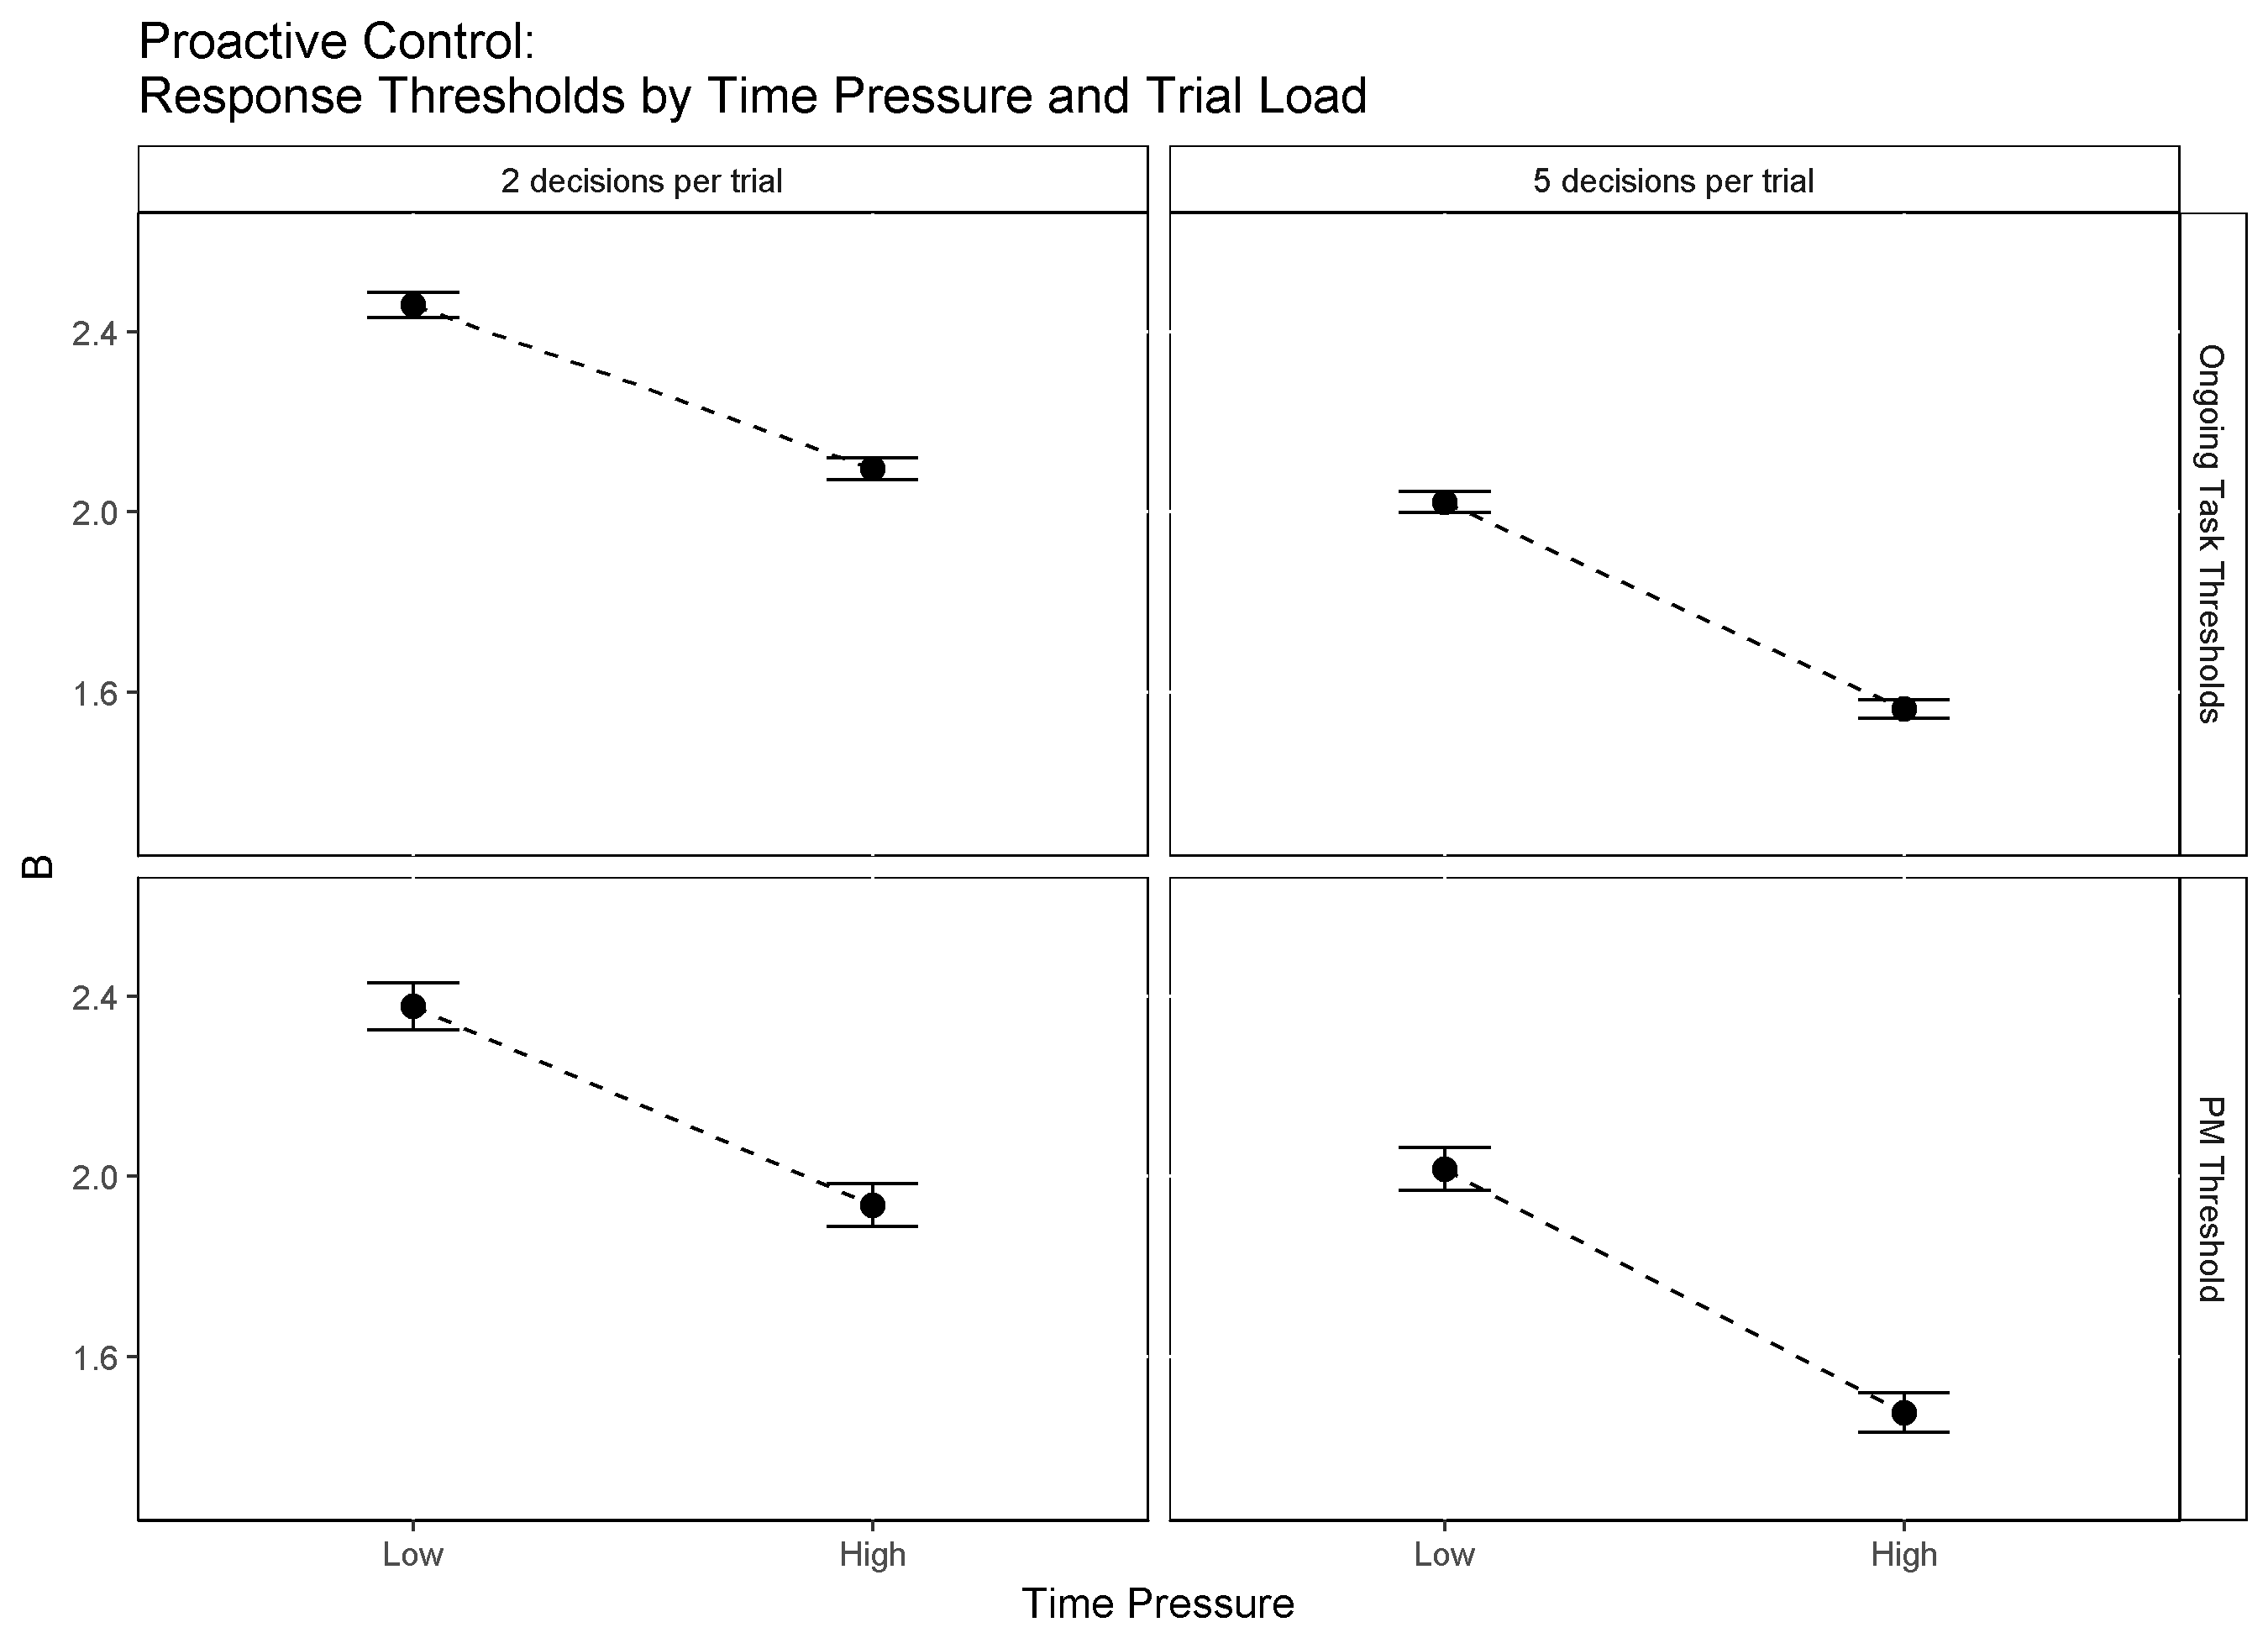 Proactive Control:
Response Thresholds by Time Pressure and Trial Load
2 decisions per trial
5 decisions per trial
2.4
2.0
1.6
Ongoing Task Thresholds
B
2.4
2.0
1.6
PM Threshold
Low
High
Low
High
Time Pressure